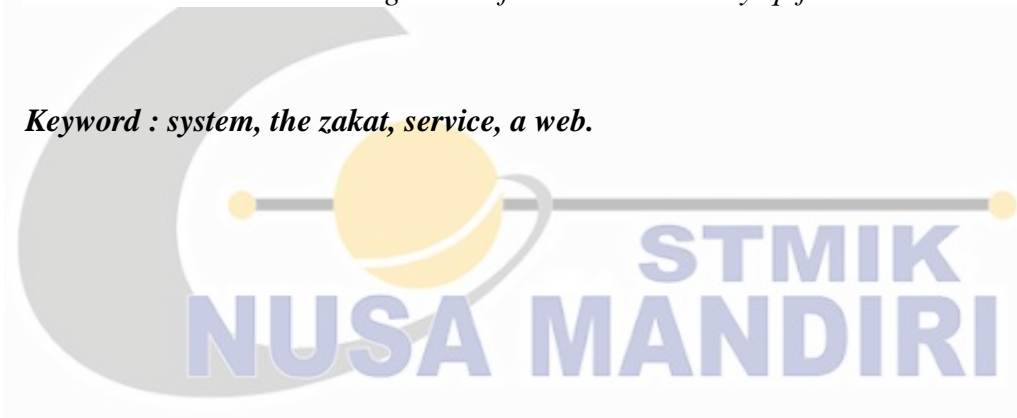 Keyword : system, the zakat, service, a web.
STMIK
NUSA MANDIRI